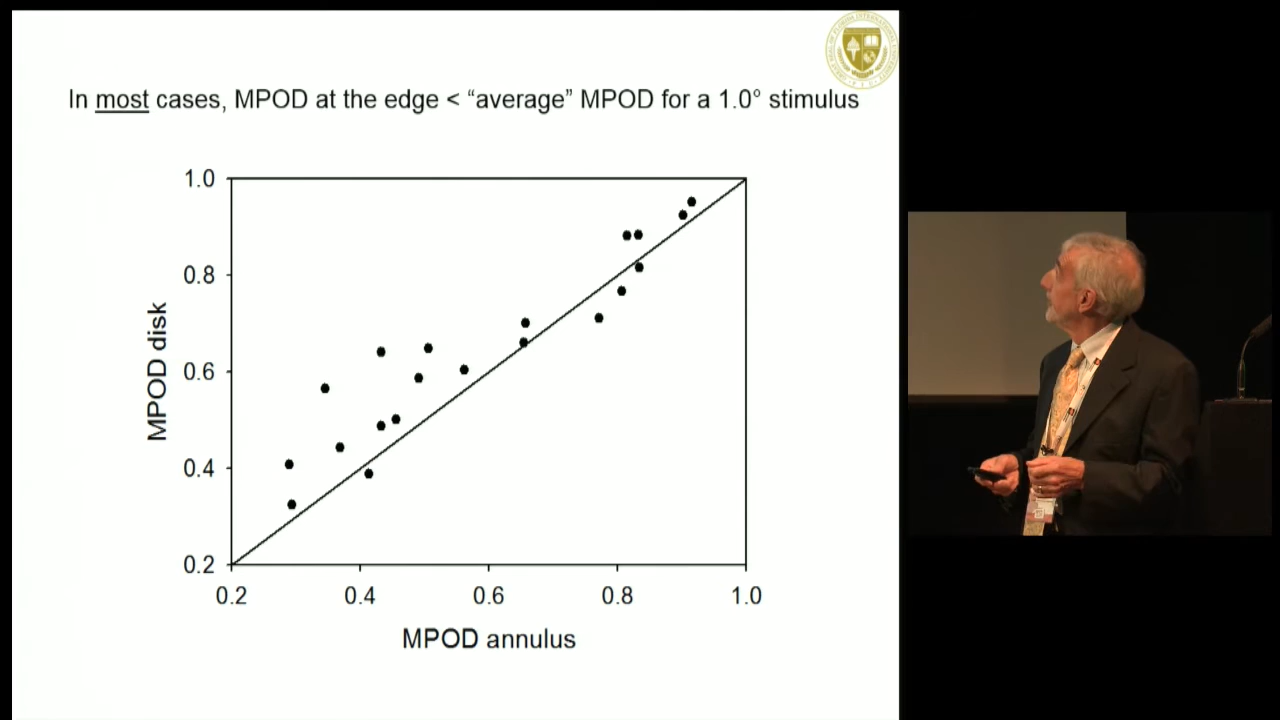 In most cases, MPOD at the edge < “average” MPOD for a 1.0° stimulus
1.0
0.8
0.6
0.4
0.2
MPOD disk
0.2 0.4 0.6 0.8 1.0
MPOD annulus